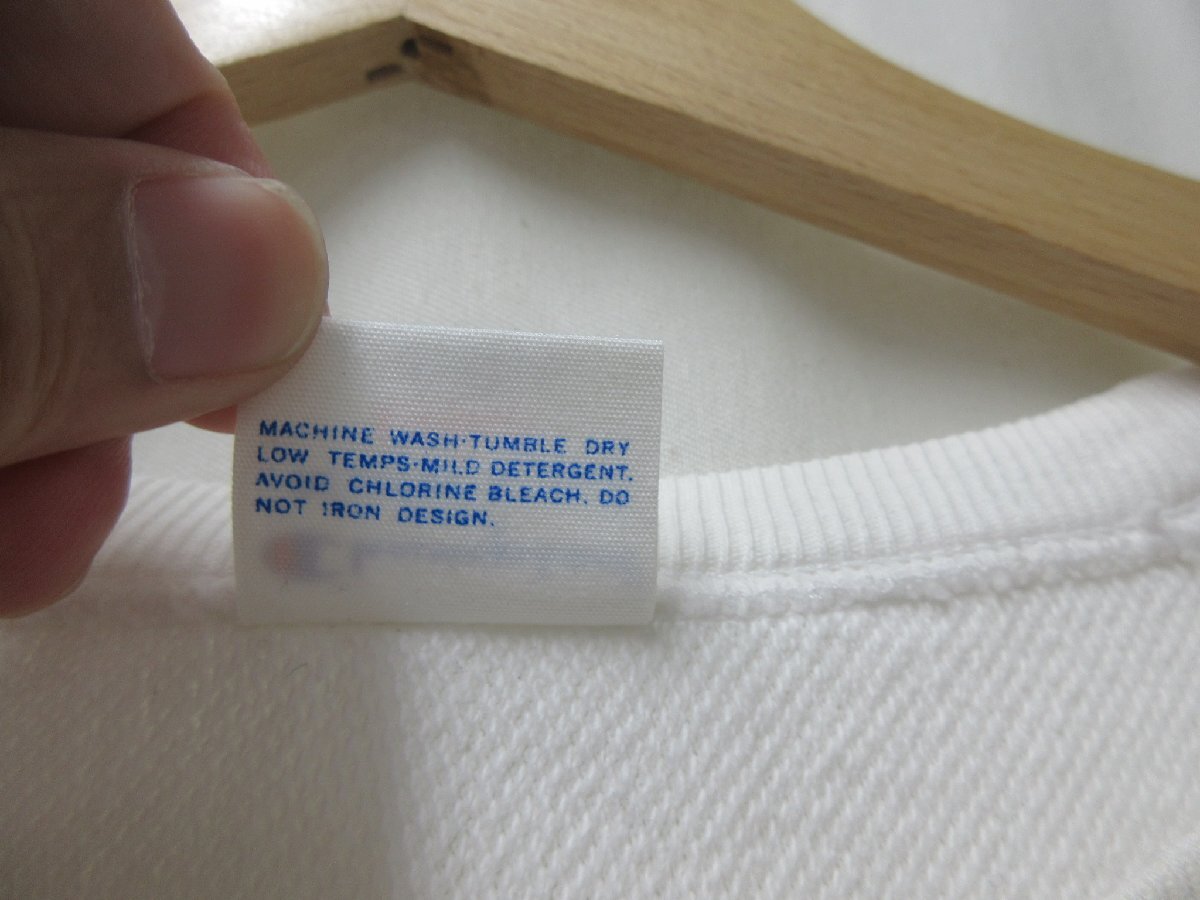 MACHINE WASH·TUMBLE DRY
LOW TEMPS·MILD DETERGENT.
AVOID CHLORINE BLEACH. DO
NOT IRON DESIGN.